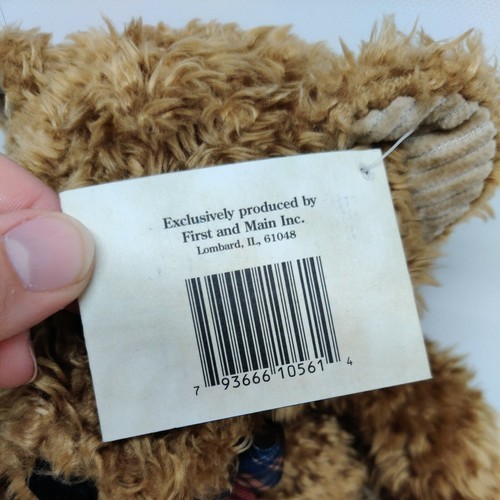 Exclusively produced by
First and Main Inc.
Lombard, IL, 61048
7 93666 10561 4